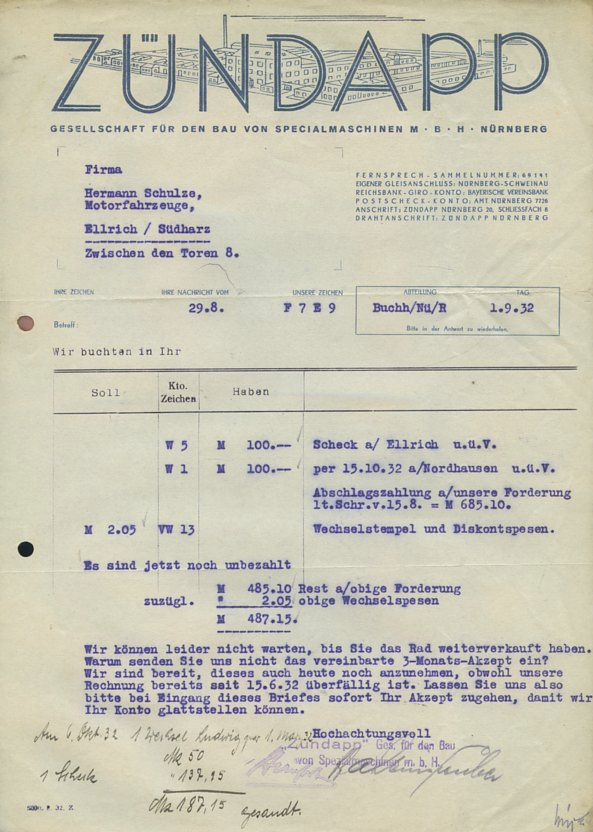 ZÜNDAPP
GESELLSCHAFT FÜR DEN BAU VON SPECIALMASCHINEN M · B · H · NÜRNBERG
Firma
Hermann Schulze,
Motorfahrzeuge,
Ellrich / Südharz
Zwischen den Toren 8.
FERNSPRECH-SAMMELNUMMER: 69141
EIGENER GLEISANSCHLUSS: NÜRNBERG-SCHWEINAU
REICHSBANK-GIRO-KONTO: BAYERISCHE VEREINSBANK
POSTSCHECK-KONTO: AMT NÜRNBERG 7726
ANSCHRIFT: ZÜNDAPP NÜRNBERG 20, SCHLIESSFACH 6
DRAHTANSCHRIFT: ZÜNDAPP NÜRNBERG
IHRE ZEICHEN IHRE NACHRICHT VOM UNSERE ZEICHEN ABTEILUNG TAG
29.8. F 7 E 9 Buchh/Nü/R 1.9.32
Betreff: Bitte in der Antwort zu wiederholen.
Wir buchten in Ihr
Soll Kto. Zeichen Haben
W 5 M 100.-- Scheck a/ Ellrich u.ü.V.
W 1 M 100.-- per 15.10.32 a/Nordhausen u.ü.V.
Abschlagszahlung a/unsere Forderung
lt.Schr.v.15.8. = M 685.10.
M 2.05 VW 13 Wechselstempel und Diskontspesen.
Es sind jetzt noch unbezahlt
M 485.10 Rest a/obige Forderung
zuzügl. " 2.05 obige Wechselspesen
M 487.15.
Wir können leider nicht warten, bis Sie das Rad weiterverkauft haben.
Warum senden Sie uns nicht das vereinbarte 3-Monats-Akzept ein?
Wir sind bereit, dieses auch heute noch anzunehmen, obwohl unsere
Rechnung bereits seit 15.6.32 überfällig ist. Lassen Sie uns also
bitte bei Eingang dieses Briefes sofort Ihr Akzept zugehen, damit wir
Ihr Konto glattstellen können.
Hochachtungsvoll
"Zündapp" Ges. für den Bau
von Spezialmaschinen m. b. H.
Am 6. Okt. 32 1 Wechsel Ludwig per 1.
Mk 50
1 Scheck " 137,15
Mk 187,15 gesandt.